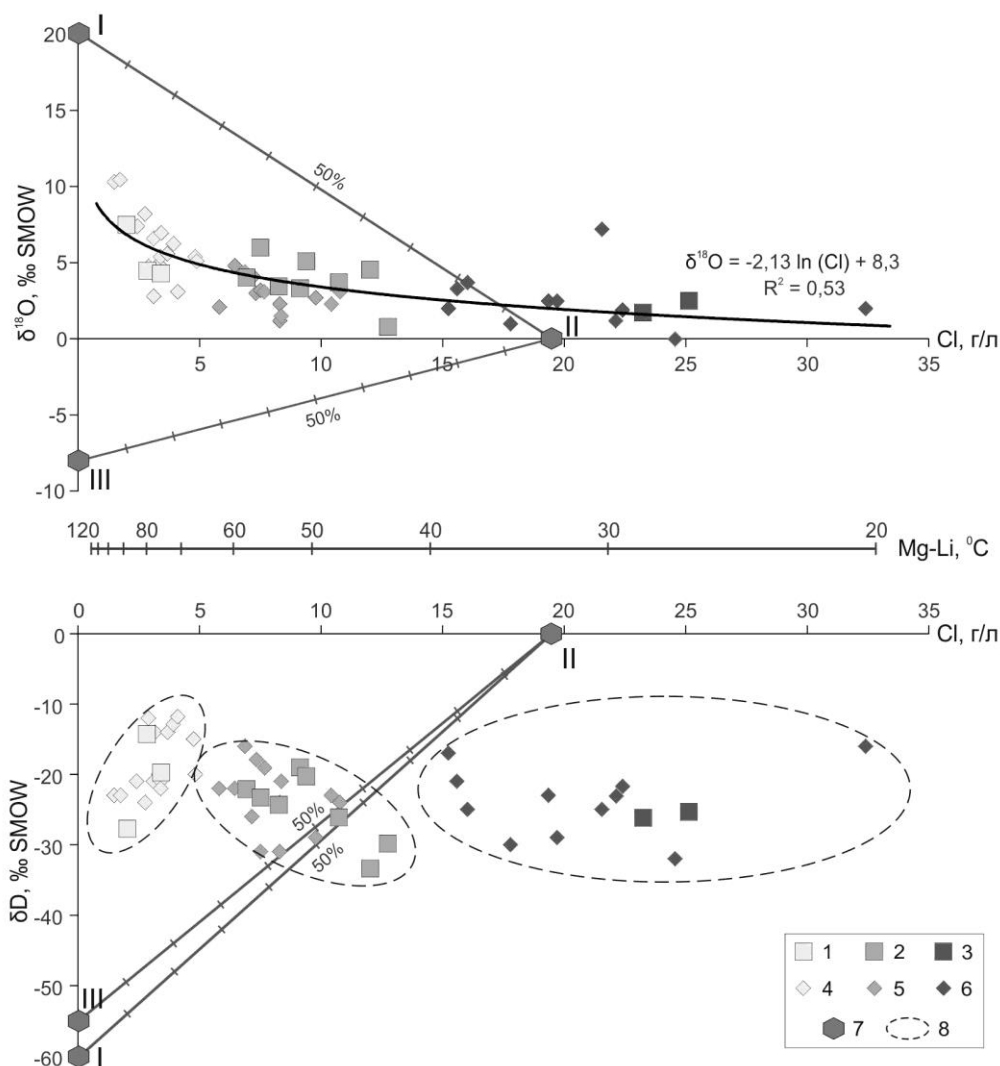 I
20
15
10
5
0
-5
-10
δ¹⁸O, ‰ SMOW
50%
δ¹⁸O = -2,13 ln (Cl) + 8,3
R² = 0,53
II
5 10 15 20 25 30 35
Cl, г/л
50%
III
120 80 60 50 40 30 20
Mg-Li, ⁰C
0 5 10 15 20 25 30 35
Cl, г/л
II
0
-10
-20
-30
-40
-50
-60
δD, ‰ SMOW
50%
50%
III
I
1 2 3
4 5 6
7 8